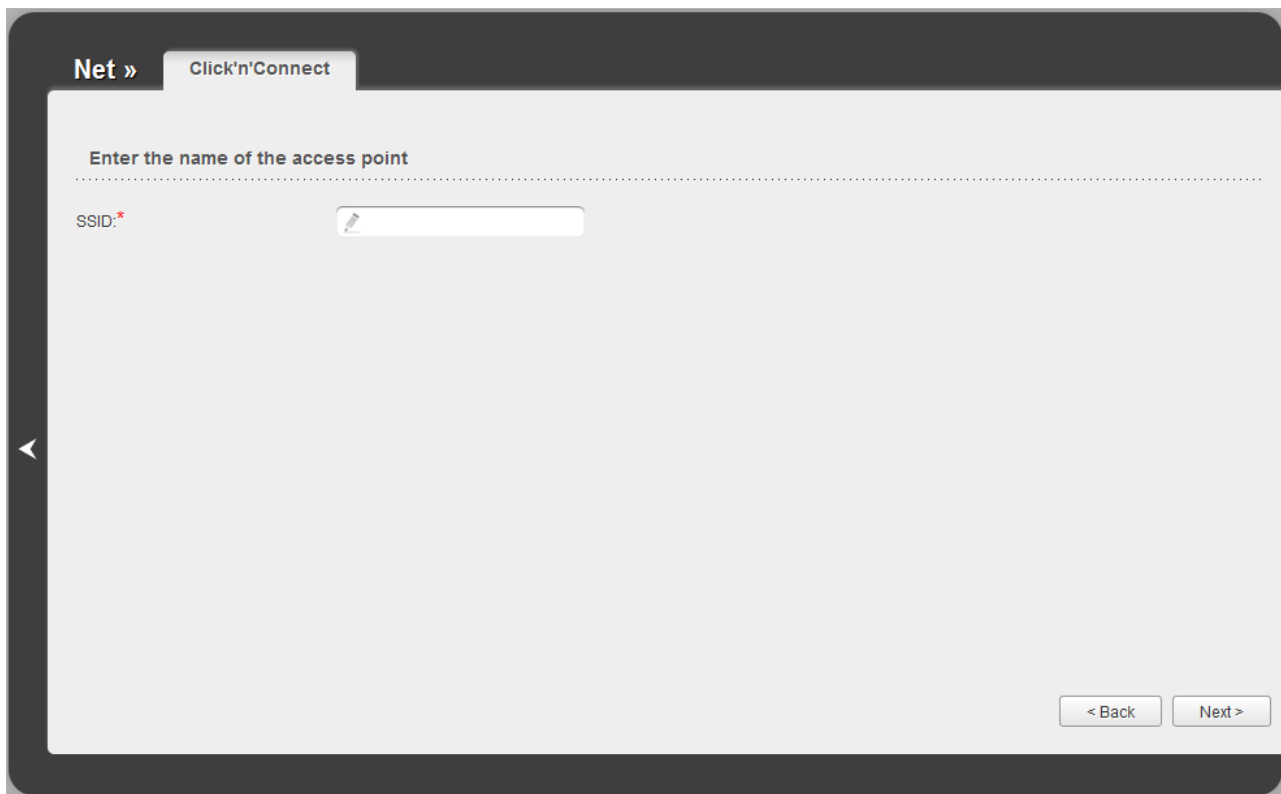 Net » Click'n'Connect
Enter the name of the access point
SSID:*
< Back Next >